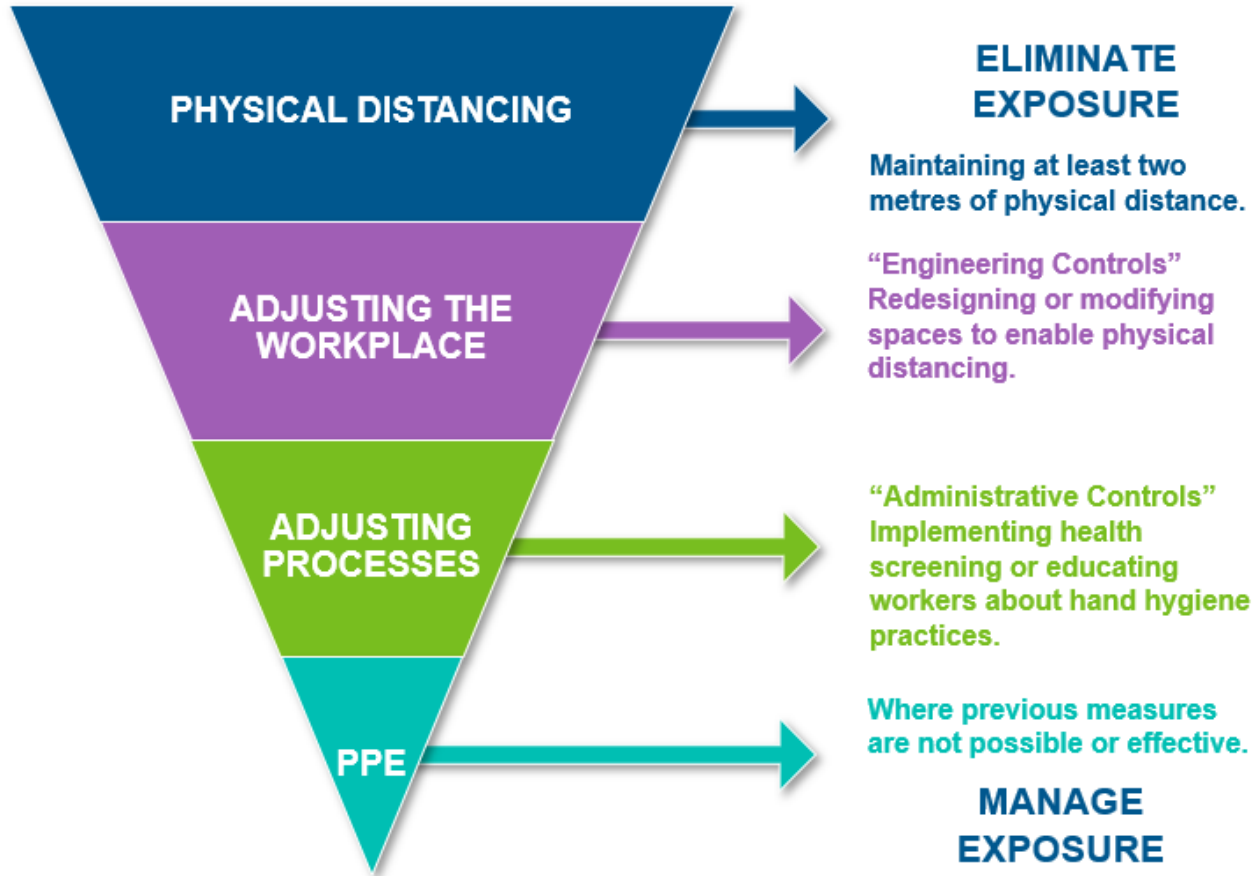 PHYSICAL DISTANCING
ELIMINATE
EXPOSURE
Maintaining at least two
metres of physical distance.
ADJUSTING THE
WORKPLACE
“Engineering Controls”
Redesigning or modifying
spaces to enable physical
distancing.
ADJUSTING
PROCESSES
“Administrative Controls”
Implementing health
screening or educating
workers about hand hygiene
practices.
PPE
Where previous measures
are not possible or effective.
MANAGE
EXPOSURE